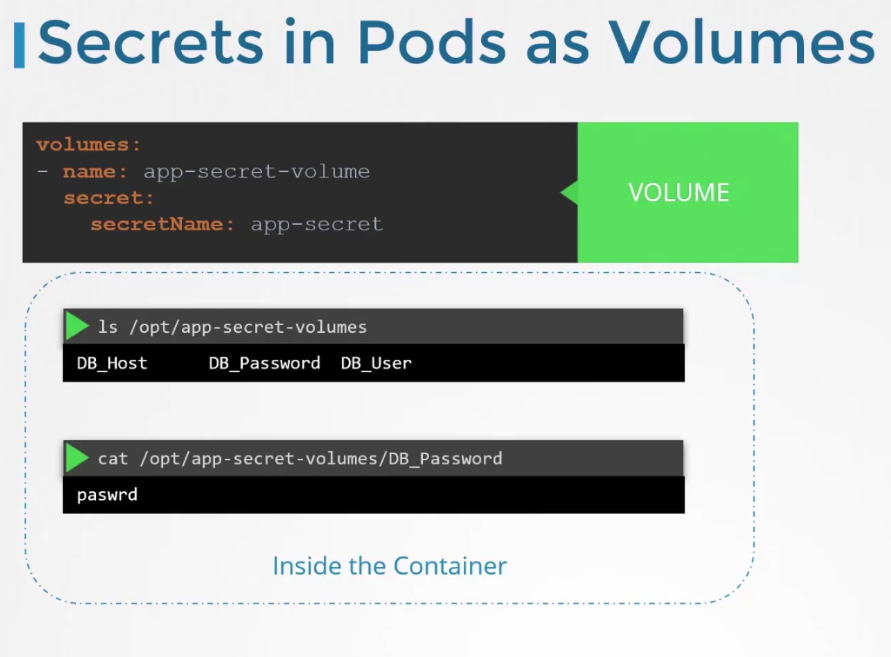 Secrets in Pods as Volumes
volumes:
- name: app-secret-volume
secret:
secretName: app-secret
VOLUME
ls /opt/app-secret-volumes
DB_Host DB_Password DB_User
cat /opt/app-secret-volumes/DB_Password
paswrd
Inside the Container